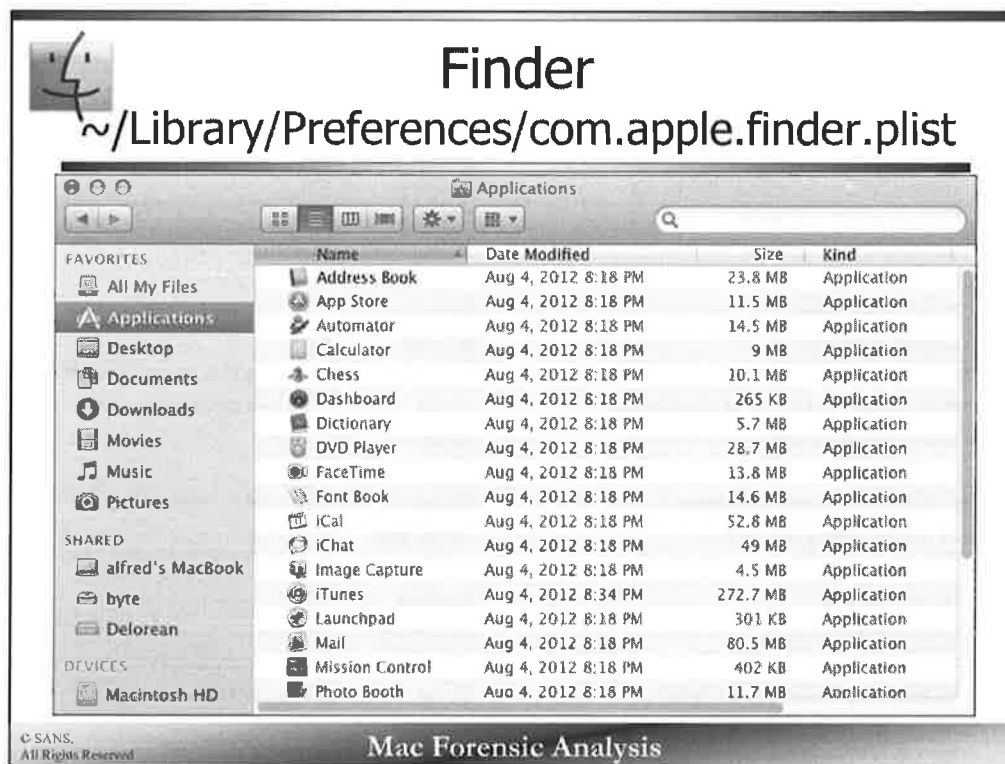 Finder
~/Library/Preferences/com.apple.finder.plist
Applications
FAVORITES
All My Files
Applications
Desktop
Documents
Downloads
Movies
Music
Pictures
SHARED
alfred's MacBook
byte
Delorean
DEVICES
Macintosh HD
Name Date Modified Size Kind
Address Book Aug 4, 2012 8:18 PM 23.8 MB Application
App Store Aug 4, 2012 8:18 PM 11.5 MB Application
Automator Aug 4, 2012 8:18 PM 14.5 MB Application
Calculator Aug 4, 2012 8:18 PM 9 MB Application
Chess Aug 4, 2012 8:18 PM 10.1 MB Application
Dashboard Aug 4, 2012 8:18 PM 265 KB Application
Dictionary Aug 4, 2012 8:18 PM 5.7 MB Application
DVD Player Aug 4, 2012 8:18 PM 28.7 MB Application
FaceTime Aug 4, 2012 8:18 PM 13.8 MB Application
Font Book Aug 4, 2012 8:18 PM 14.6 MB Application
iCal Aug 4, 2012 8:18 PM 52.8 MB Application
iChat Aug 4, 2012 8:18 PM 49 MB Application
Image Capture Aug 4, 2012 8:18 PM 4.5 MB Application
iTunes Aug 4, 2012 8:34 PM 272.7 MB Application
Launchpad Aug 4, 2012 8:18 PM 301 KB Application
Mail Aug 4, 2012 8:18 PM 80.5 MB Application
Mission Control Aug 4, 2012 8:18 PM 402 KB Application
Photo Booth Aug 4, 2012 8:18 PM 11.7 MB Application
© SANS,
All Rights Reserved
Mac Forensic Analysis